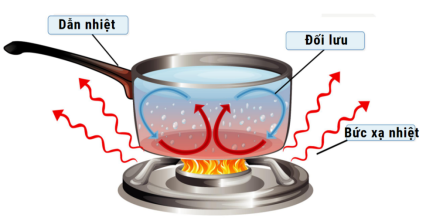 Dẫn nhiệt
Đối lưu
Bức xạ nhiệt